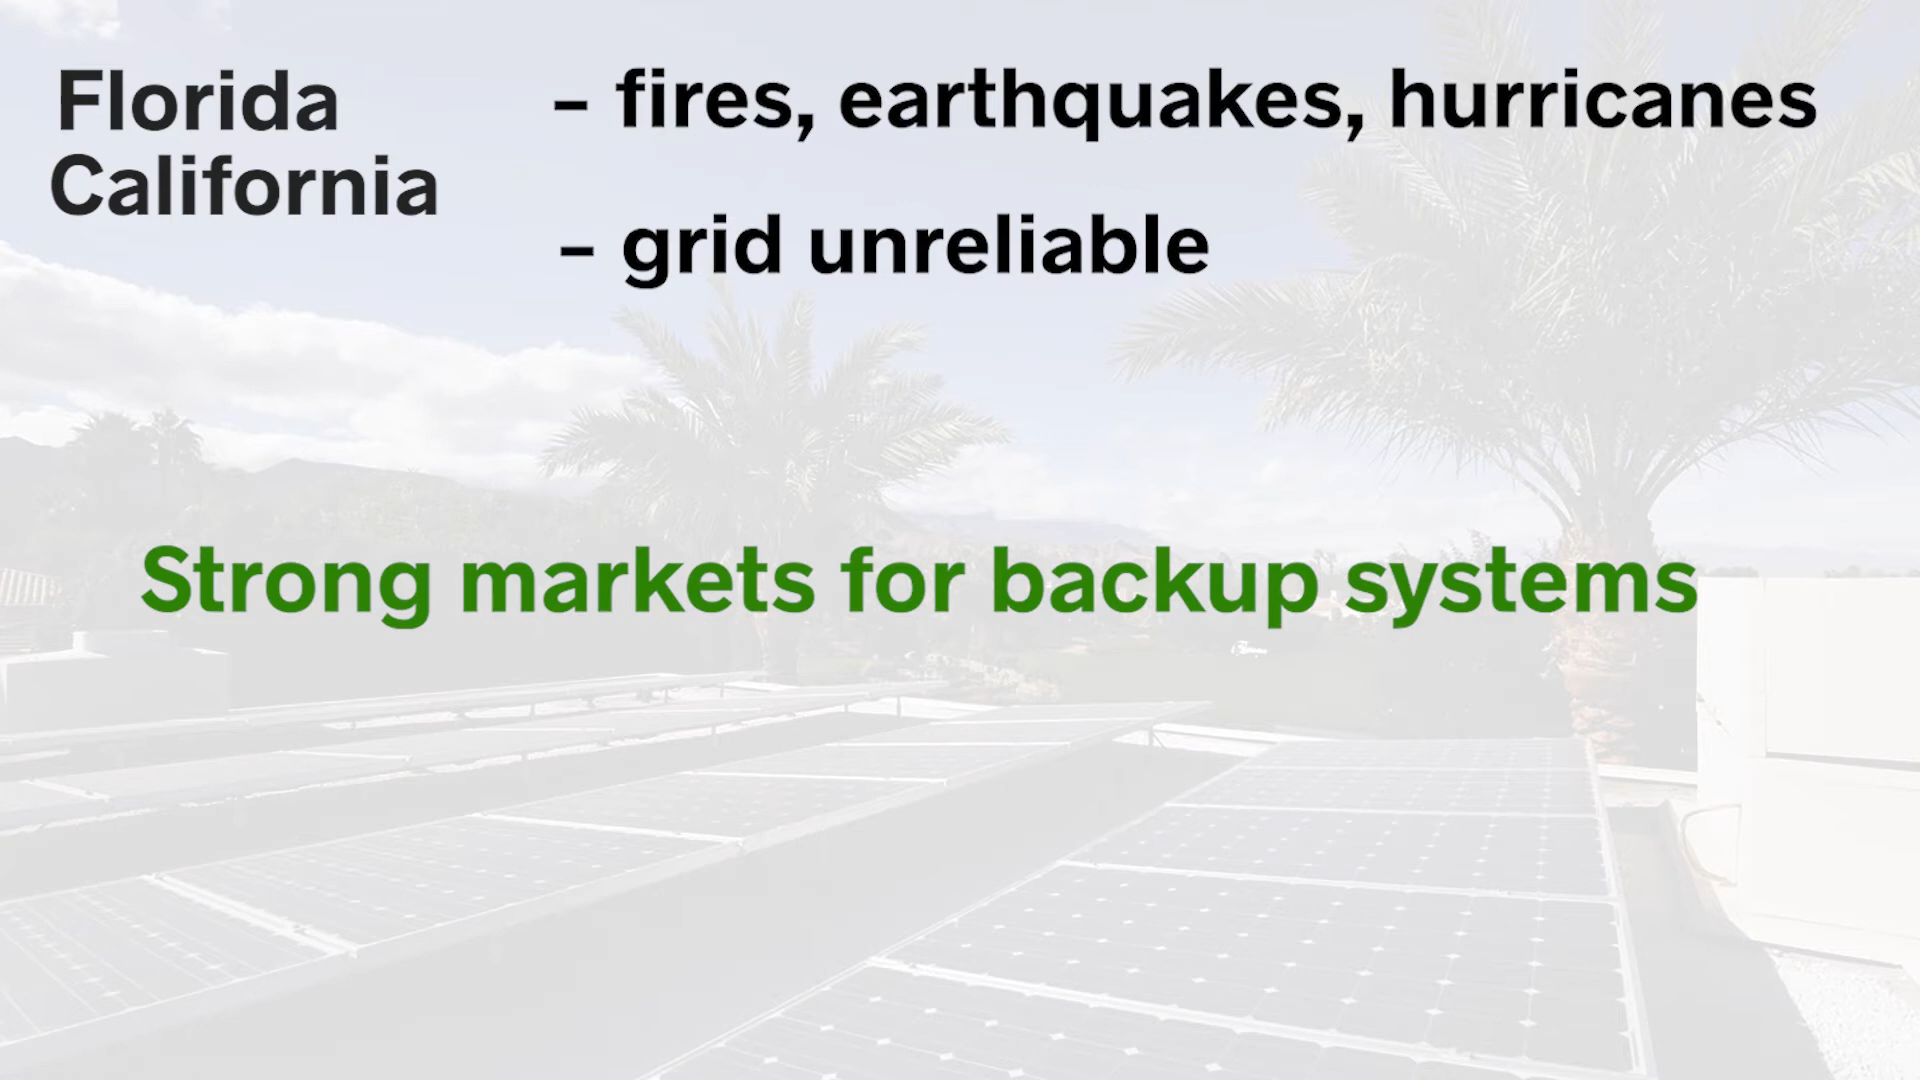 Florida
California
– fires, earthquakes, hurricanes
– grid unreliable
Strong markets for backup systems